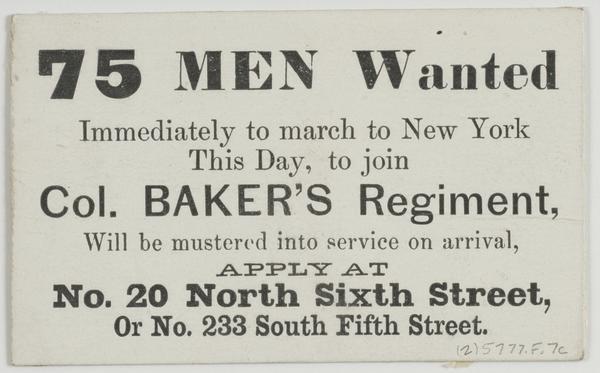 75 MEN Wanted
Immediately to march to New York
This Day, to join
Col. BAKER'S Regiment,
Will be mustered into service on arrival,
APPLY AT
No. 20 North Sixth Street,
Or No. 233 South Fifth Street.
(2)5777.F.7c